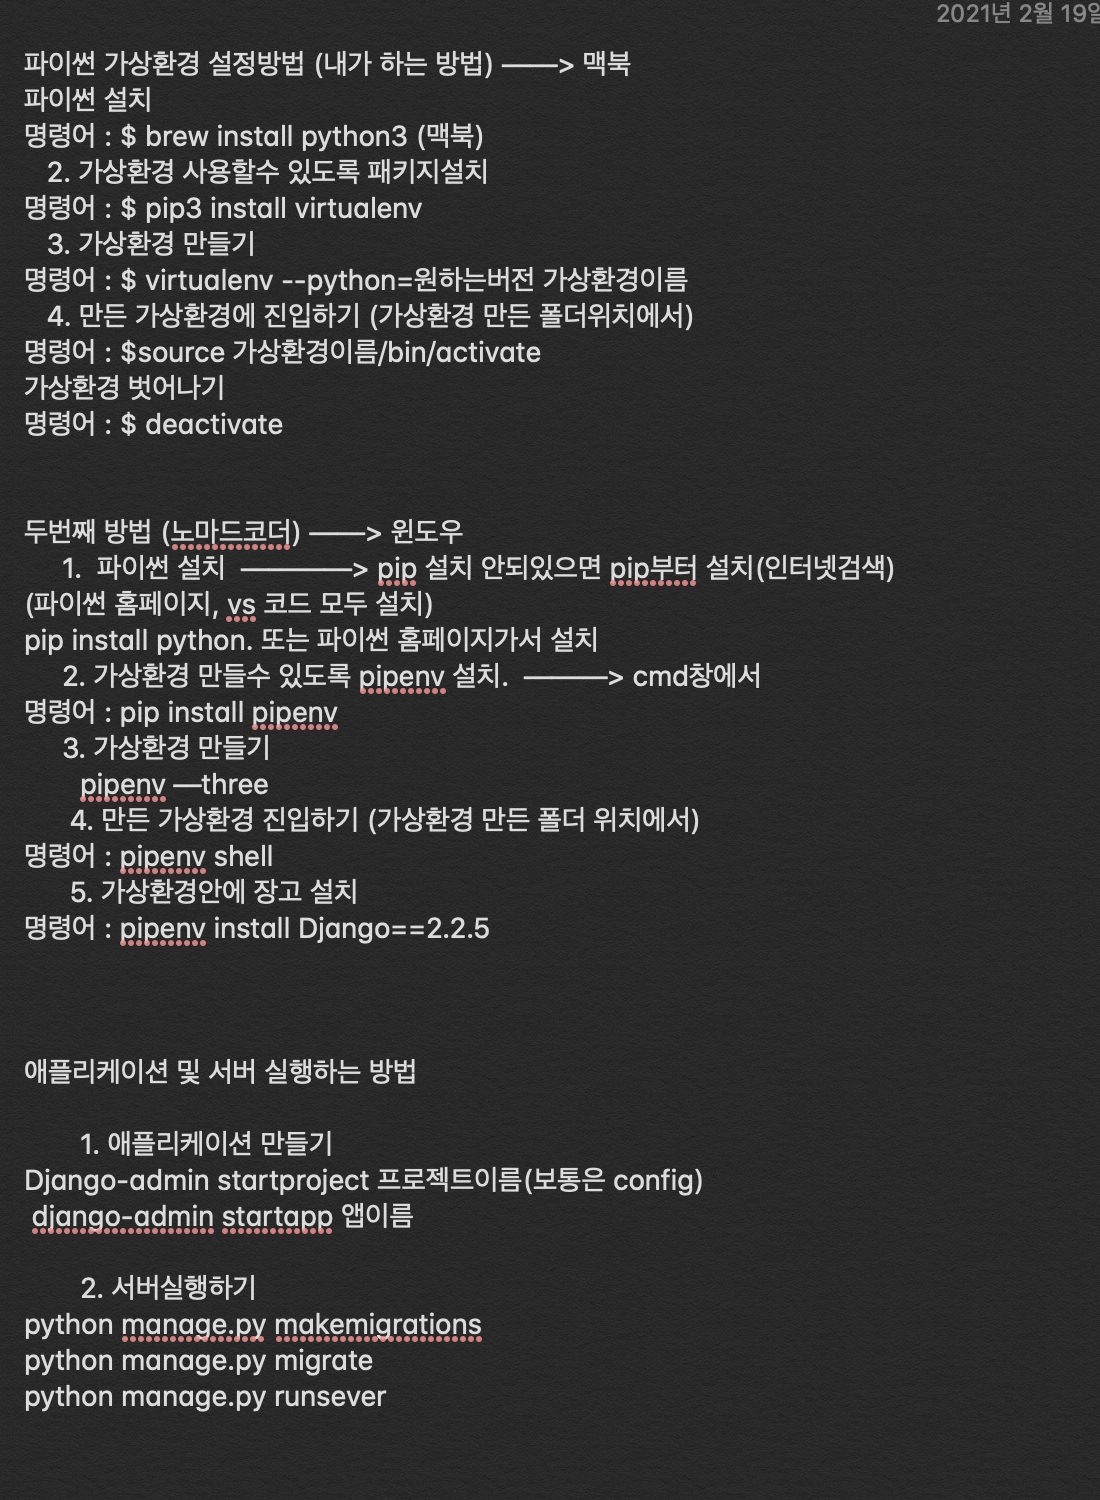 2021년 2월 19일
파이썬 가상환경 설정방법 (내가 하는 방법) ——> 맥북
파이썬 설치
명령어 : $ brew install python3 (맥북)
2. 가상환경 사용할수 있도록 패키지설치
명령어 : $ pip3 install virtualenv
3. 가상환경 만들기
명령어 : $ virtualenv --python=원하는버전 가상환경이름
4. 만든 가상환경에 진입하기 (가상환경 만든 폴더위치에서)
명령어 : $source 가상환경이름/bin/activate
가상환경 벗어나기
명령어 : $ deactivate
두번째 방법 (노마드코더) ——> 윈도우
1. 파이썬 설치 ————> pip 설치 안되있으면 pip부터 설치(인터넷검색)
(파이썬 홈페이지, vs 코드 모두 설치)
pip install python. 또는 파이썬 홈페이지가서 설치
2. 가상환경 만들수 있도록 pipenv 설치. ———> cmd창에서
명령어 : pip install pipenv
3. 가상환경 만들기
pipenv —three
4. 만든 가상환경 진입하기 (가상환경 만든 폴더 위치에서)
명령어 : pipenv shell
5. 가상환경안에 장고 설치
명령어 : pipenv install Django==2.2.5
애플리케이션 및 서버 실행하는 방법
1. 애플리케이션 만들기
Django-admin startproject 프로젝트이름(보통은 config)
django-admin startapp 앱이름
2. 서버실행하기
python manage.py makemigrations
python manage.py migrate
python manage.py runsever